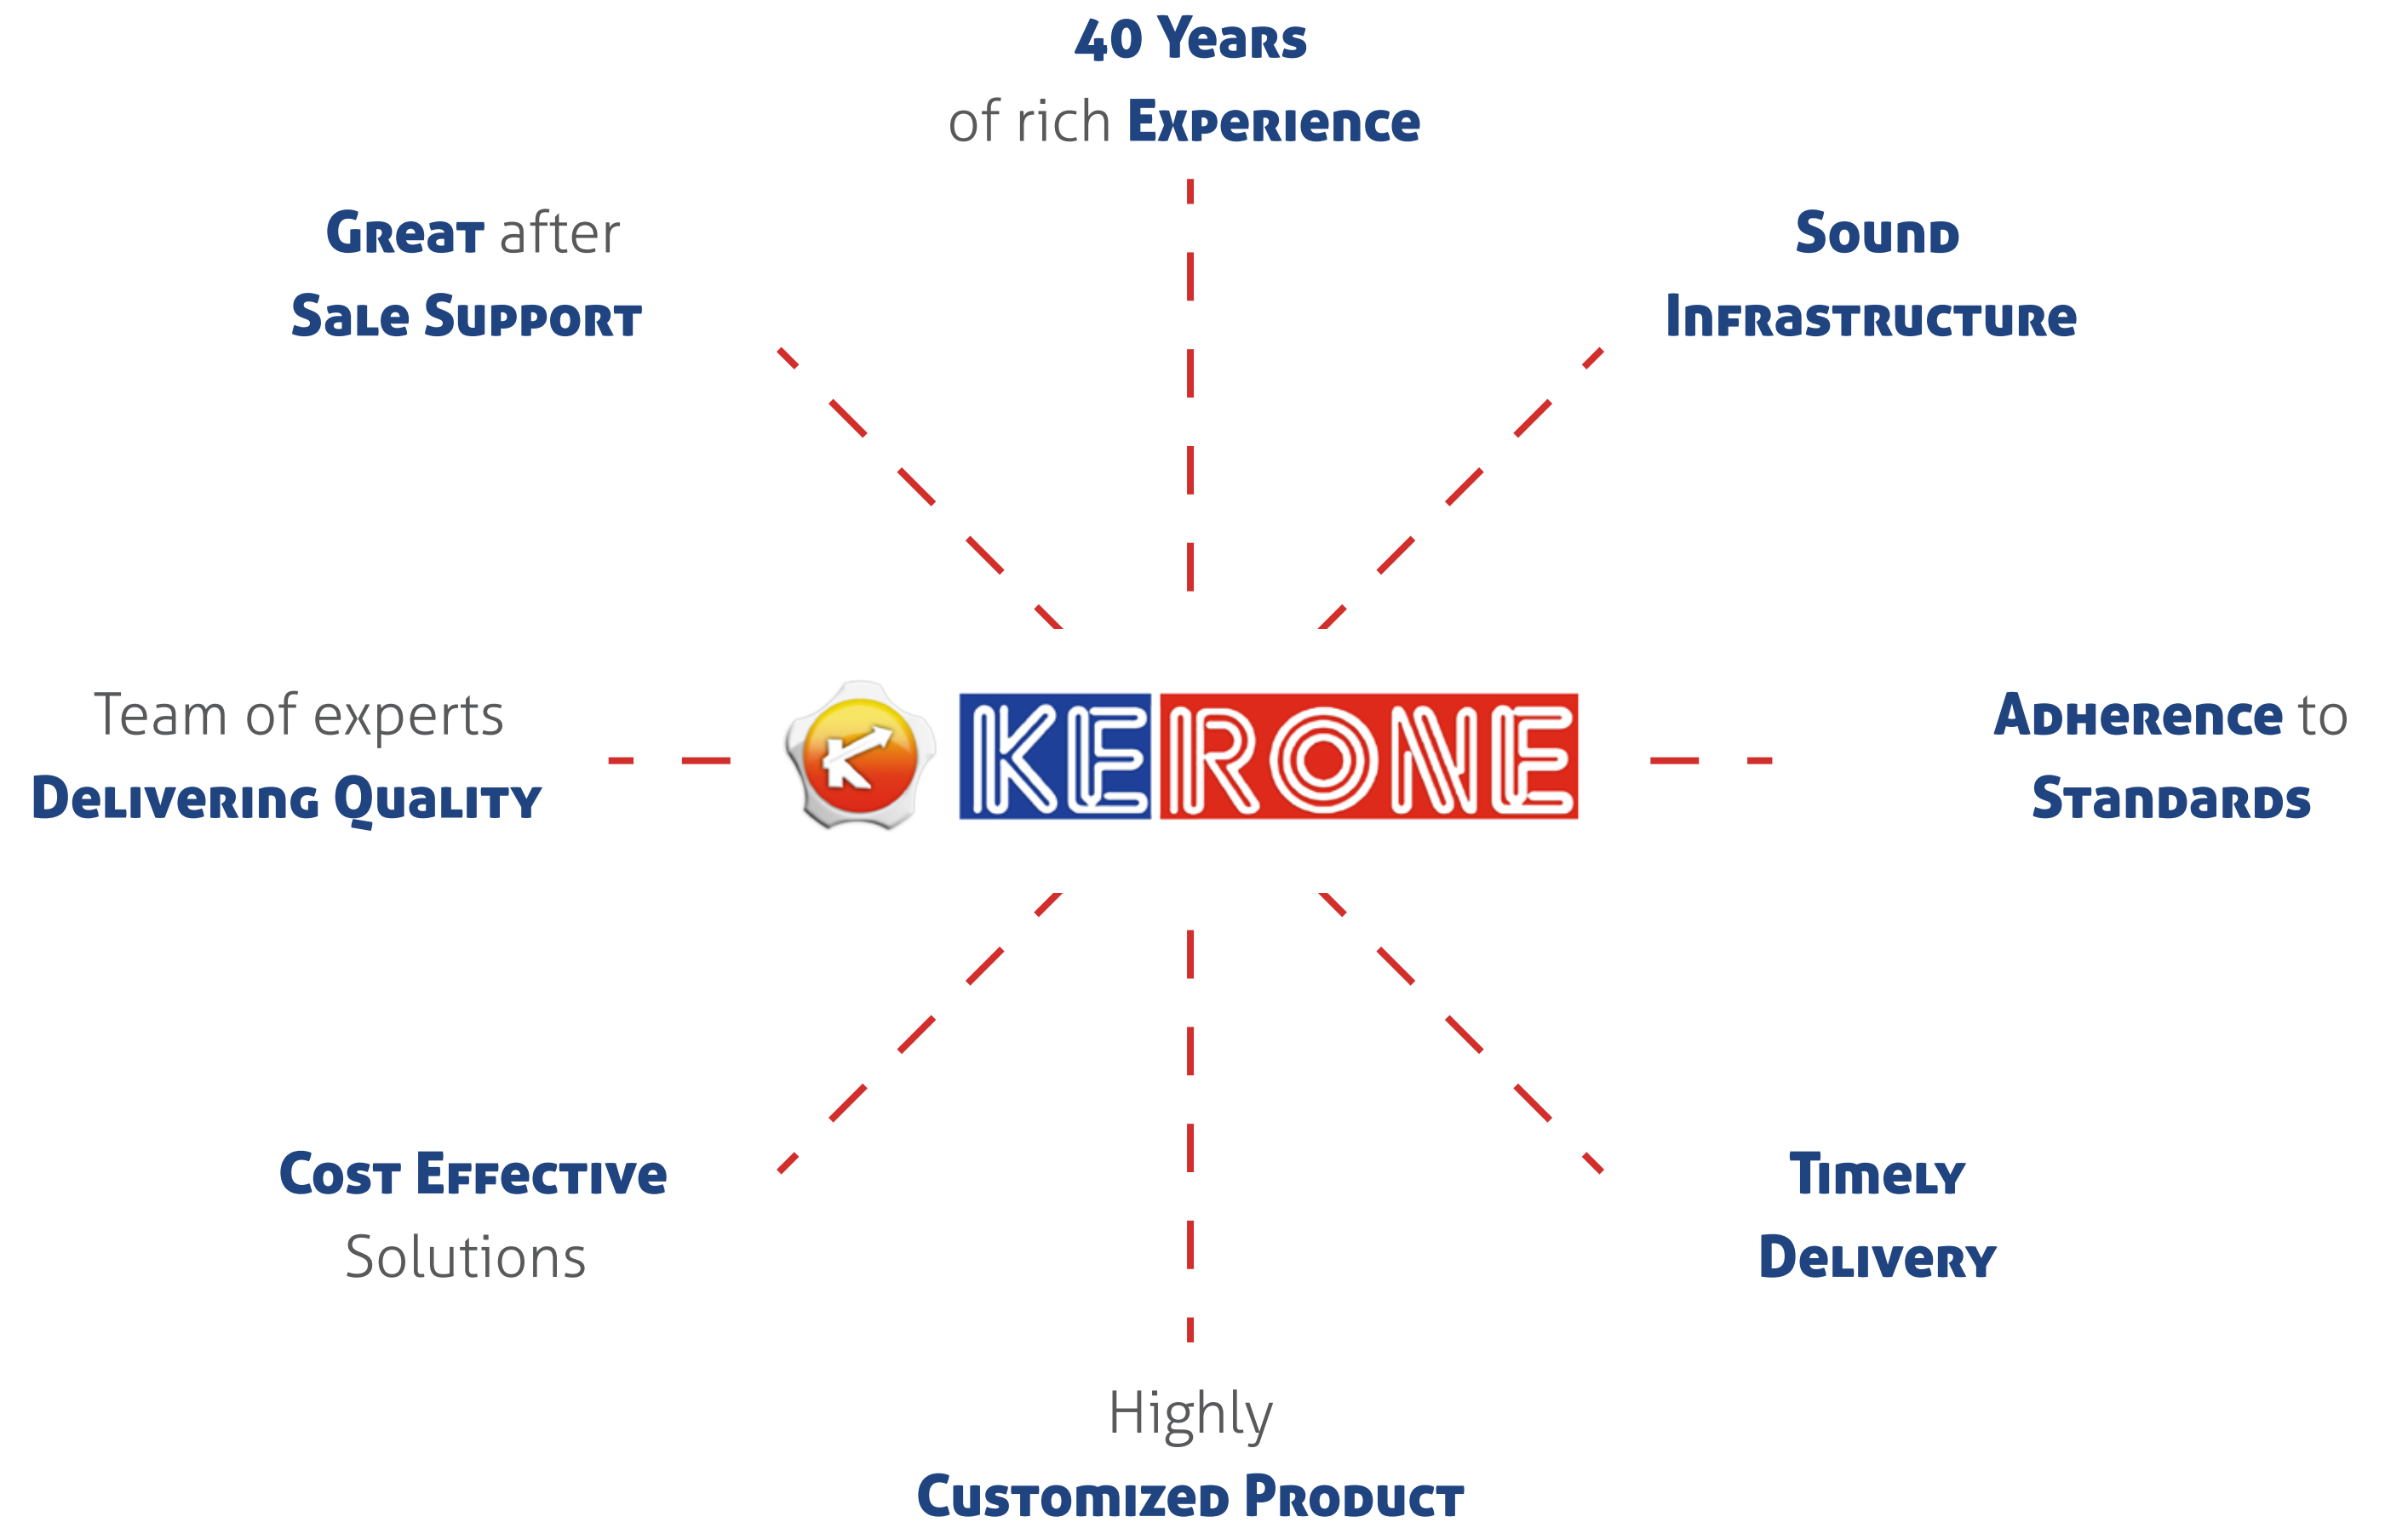 40 Years
of rich Experience
Great after
Sale Support
Sound
Infrastructure
Team of experts
Delivering Quality
K KERONE
Adherence to
Standards
Cost Effective
Solutions
Timely
Delivery
Highly
Customized Product